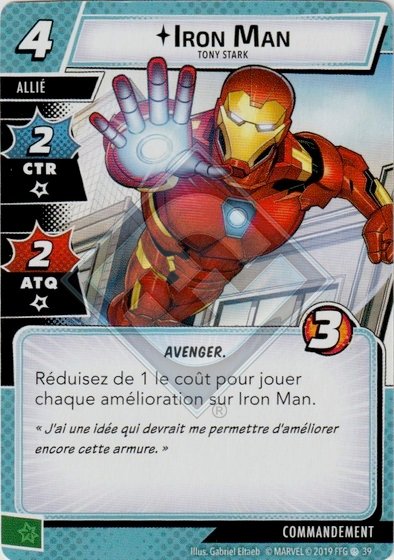 4
IRON MAN
TONY STARK
ALLIÉ
2
CTR
2
ATQ
3
AVENGER.
Réduisez de 1 le coût pour jouer
chaque amélioration sur Iron Man.
« J'ai une idée qui devrait me permettre d'améliorer
encore cette armure. »
®
COMMANDEMENT
Illus. Gabriel Eltaeb © MARVEL © 2019 FFG 39